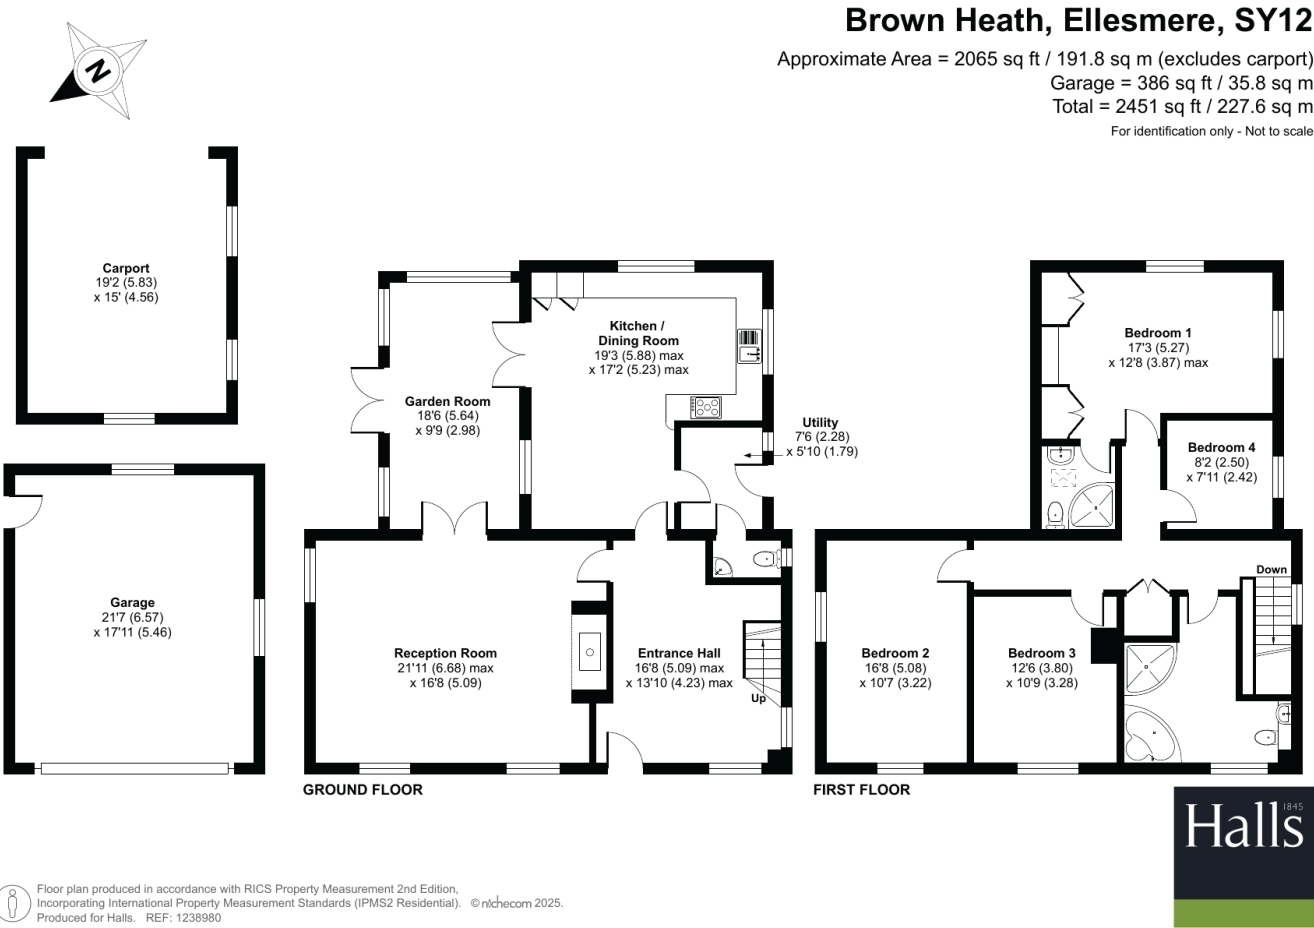 Brown Heath, Ellesmere, SY12
Approximate Area = 2065 sq ft / 191.8 sq m (excludes carport)
Garage = 386 sq ft / 35.8 sq m
Total = 2451 sq ft / 227.6 sq m
For identification only - Not to scale
N
Carport
19'2 (5.83)
x 15' (4.56)
Kitchen /
Dining Room
19'3 (5.88) max
x 17'2 (5.23) max
Garden Room
18'6 (5.64)
x 9'9 (2.98)
Utility
7'6 (2.28)
x 5'10 (1.79)
Bedroom 1
17'3 (5.27)
x 12'8 (3.87) max
Bedroom 4
8'2 (2.50)
x 7'11 (2.42)
Garage
21'7 (6.57)
x 17'11 (5.46)
Reception Room
21'11 (6.68) max
x 16'8 (5.09)
Entrance Hall
16'8 (5.09) max
x 13'10 (4.23) max
Up
Down
Bedroom 2
16'8 (5.08)
x 10'7 (3.22)
Bedroom 3
12'6 (3.80)
x 10'9 (3.28)
GROUND FLOOR
FIRST FLOOR
Halls
1845
Floor plan produced in accordance with RICS Property Measurement 2nd Edition,
Incorporating International Property Measurement Standards (IPMS2 Residential). © nichecom 2025.
Produced for Halls. REF: 1238980